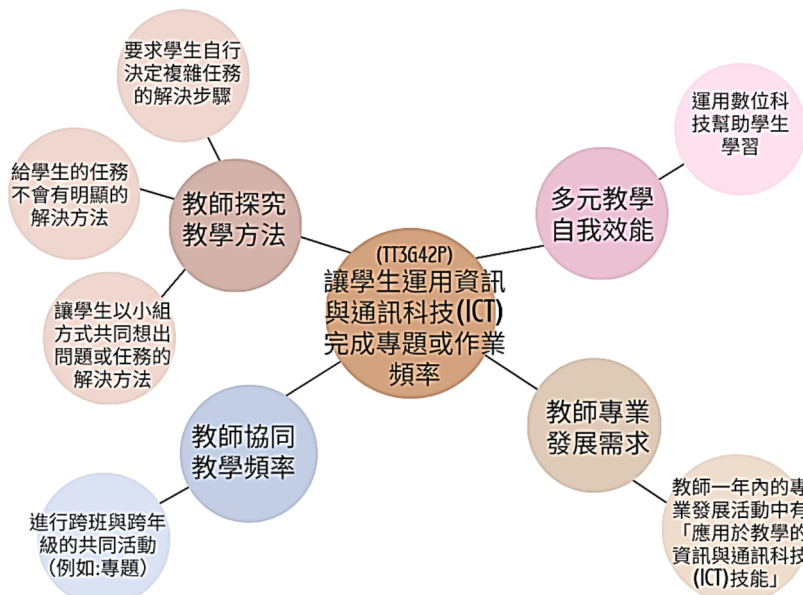 要求學生自行
決定複雜任務
的解決步驟
給學生的任務
不會有明顯的
解決方法
讓學生以小組
方式共同想出
問題或任務的
解決方法
教師探究
教學方法
(TT3G42P)
讓學生運用資訊
與通訊科技(ICT)
完成專題或作業
頻率
多元教學
自我效能
運用數位科
技幫助學生
學習
教師協同
教學頻率
進行跨班與跨年
級的共同活動
(例如:專題)
教師專業
發展需求
教師一年內的專
業發展活動中有
「應用於教學的
資訊與通訊科技
(ICT)技能」